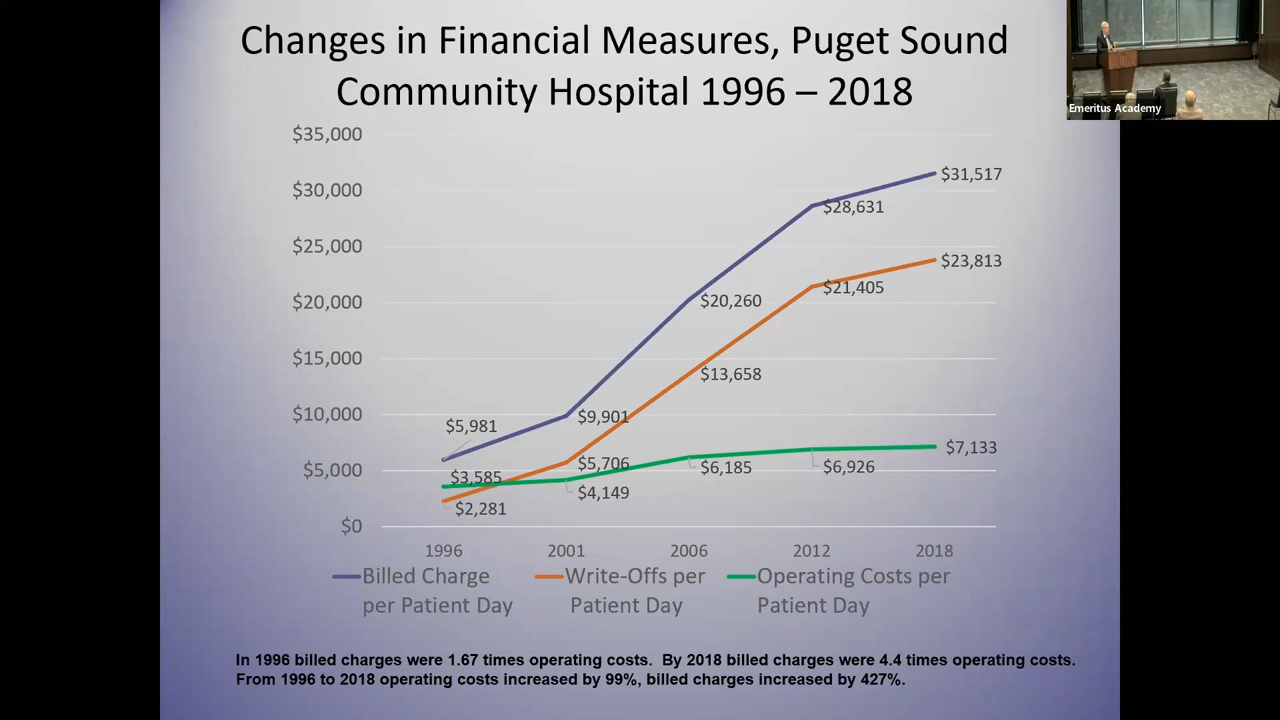 Changes in Financial Measures, Puget Sound
Community Hospital 1996 – 2018
Emeritus Academy
$35,000
$30,000
$25,000
$20,000
$15,000
$10,000
$5,000
$0
$31,517
$28,631
$23,813
$21,405
$20,260
$13,658
$9,901
$5,981
$5,706
$3,585
$2,281
$4,149
$6,185
$6,926
$7,133
1996 2001 2006 2012 2018
Billed Charge
per Patient Day
Write-Offs per
Patient Day
Operating Costs per
Patient Day
In 1996 billed charges were 1.67 times operating costs. By 2018 billed charges were 4.4 times operating costs.
From 1996 to 2018 operating costs increased by 99%, billed charges increased by 427%.